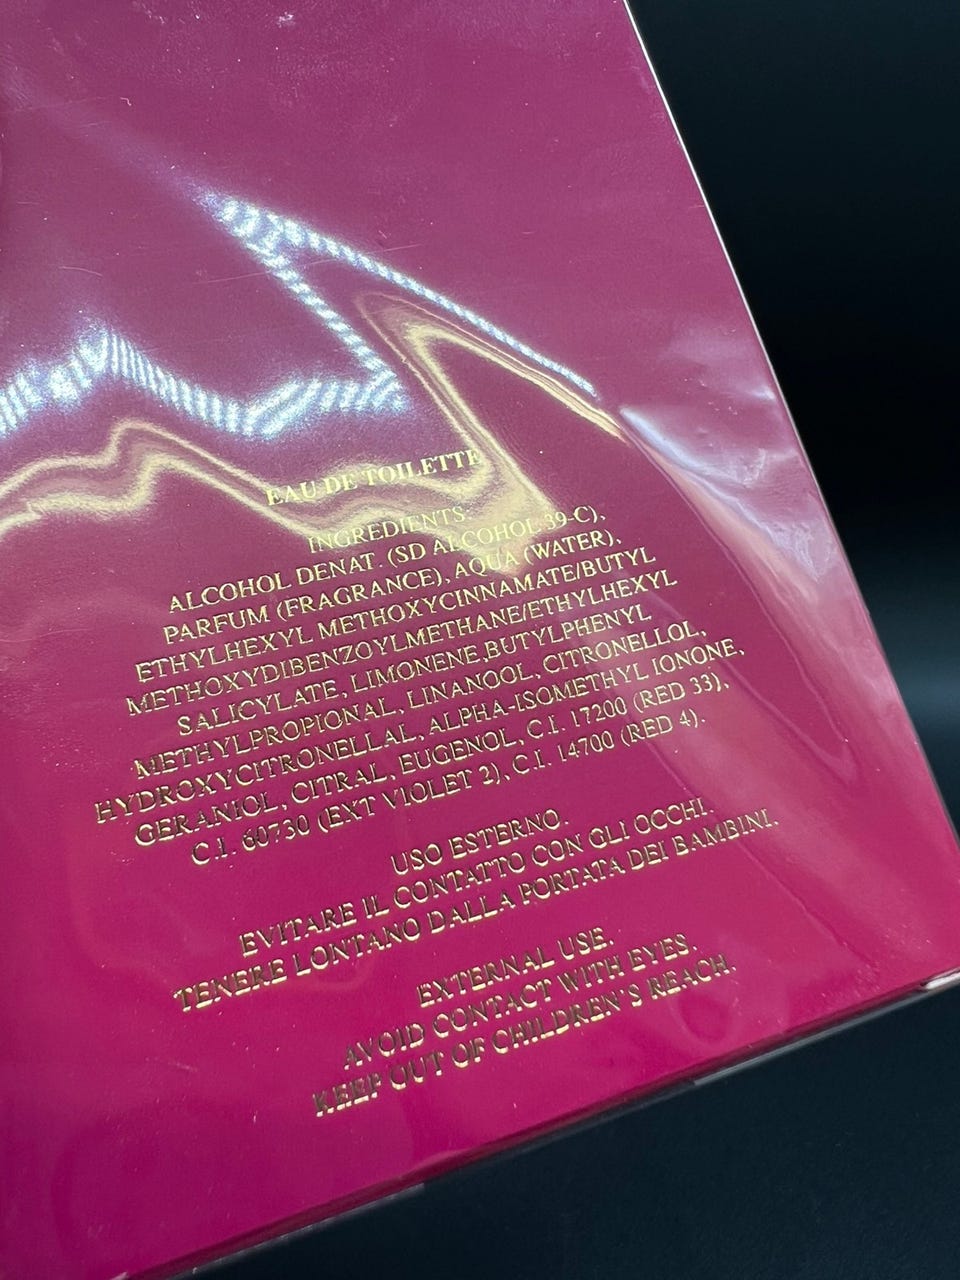 EAU DE TOILETTE
INGREDIENTS:
ALCOHOL DENAT. (SD ALCOHOL 39-C),
PARFUM (FRAGRANCE), AQUA (WATER),
ETHYLHEXYL METHOXYCINNAMATE/BUTYL
METHOXYDIBENZOYLMETHANE/ETHYLHEXYL
SALICYLATE, LIMONENE,BUTYLPHENYL
METHYLPROPIONAL, LINANOOL, CITRONELLOL,
HYDROXYCITRONELLAL, ALPHA-ISOMETHYL IONONE,
GERANIOL, CITRAL, EUGENOL, C.I. 17200 (RED 33),
C.I. 60730 (EXT VIOLET 2), C.I. 14700 (RED 4).
USO ESTERNO.
EVITARE IL CONTATTO CON GLI OCCHI.
TENERE LONTANO DALLA PORTATA DEI BAMBINI.
EXTERNAL USE.
AVOID CONTACT WITH EYES.
KEEP OUT OF CHILDREN'S REACH.